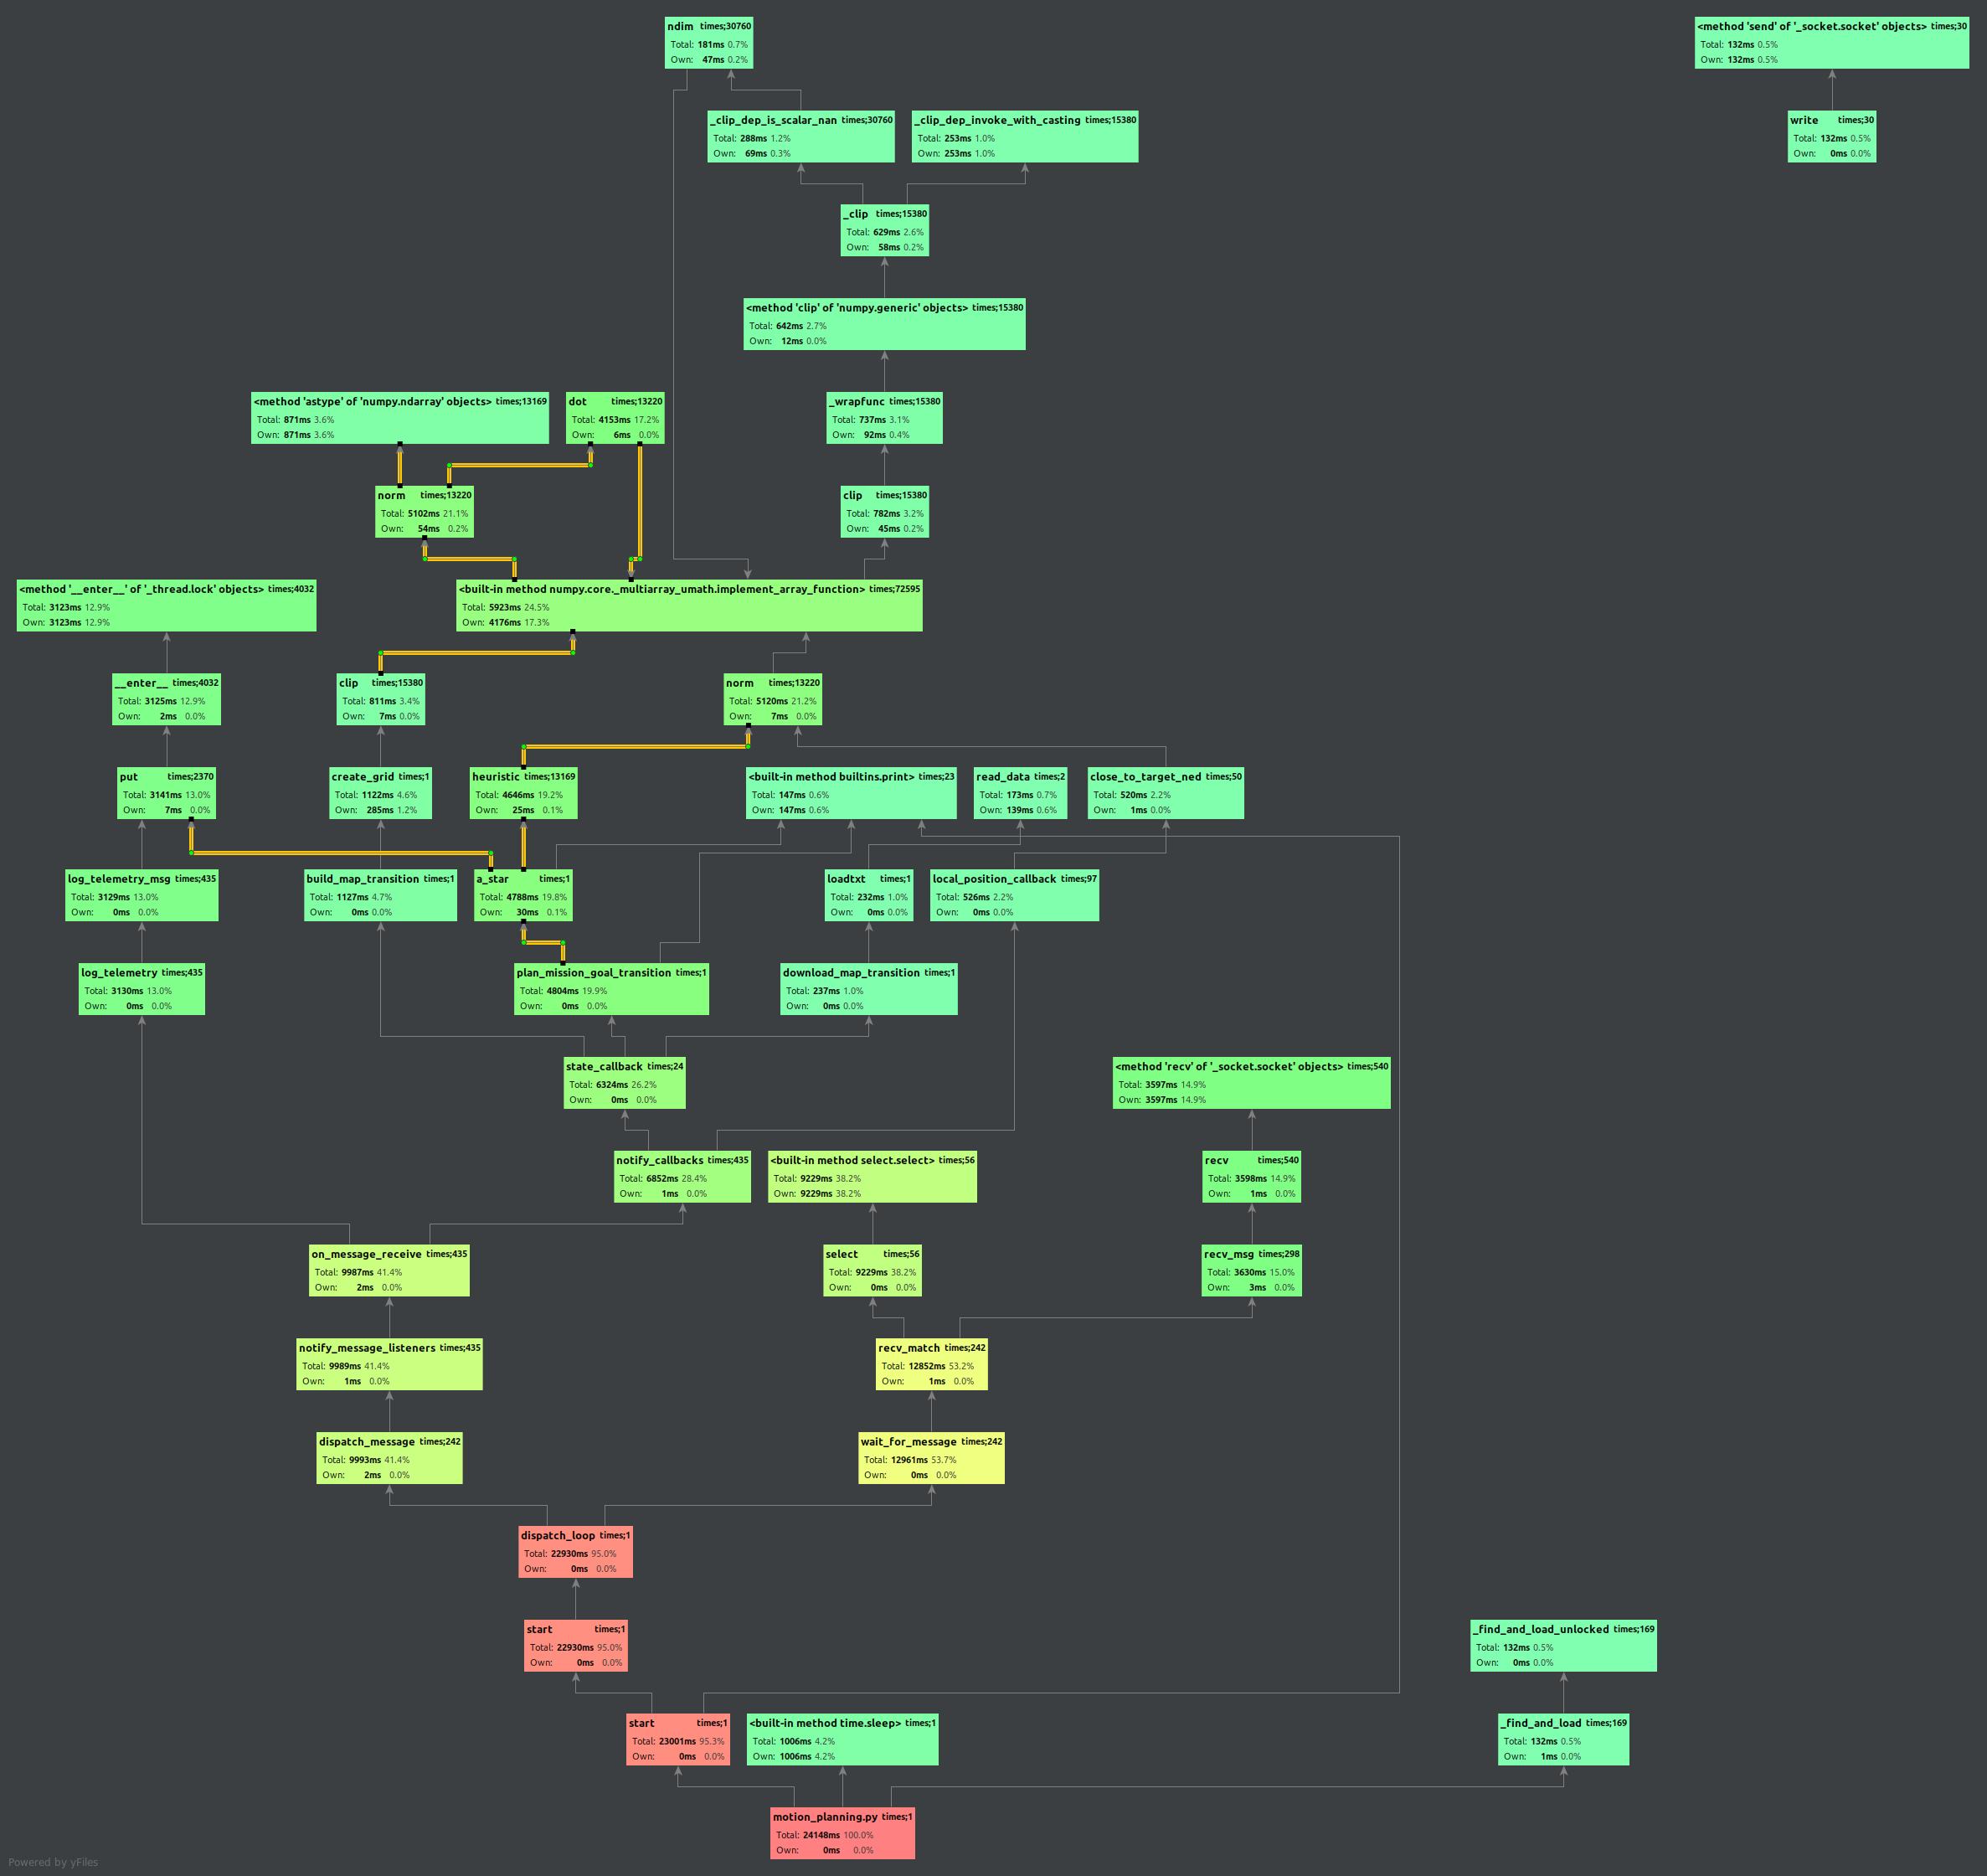 ndim times;30760
Total: 181ms 0.7%
Own: 47ms 0.2%
<method 'send' of '_socket.socket' objects> times;30
Total: 132ms 0.5%
Own: 132ms 0.5%
_clip_dep_is_scalar_nan times;30760
Total: 288ms 1.2%
Own: 69ms 0.3%
_clip_dep_invoke_with_casting times;15380
Total: 253ms 1.0%
Own: 253ms 1.0%
write times;30
Total: 132ms 0.5%
Own: 0ms 0.0%
_clip times;15380
Total: 629ms 2.6%
Own: 58ms 0.2%
<method 'clip' of 'numpy.generic' objects> times;15380
Total: 642ms 2.7%
Own: 12ms 0.0%
<method 'astype' of 'numpy.ndarray' objects> times;13169
Total: 871ms 3.6%
Own: 871ms 3.6%
dot times;13220
Total: 4153ms 17.2%
Own: 6ms 0.0%
_wrapfunc times;15380
Total: 737ms 3.1%
Own: 92ms 0.4%
norm times;13220
Total: 5102ms 21.1%
Own: 54ms 0.2%
clip times;15380
Total: 782ms 3.2%
Own: 45ms 0.2%
<method '__enter__' of '_thread.lock' objects> times;4032
Total: 3123ms 12.9%
Own: 3123ms 12.9%
<built-in method numpy.core._multiarray_umath.implement_array_function> times;72595
Total: 5923ms 24.5%
Own: 4176ms 17.3%
__enter__ times;4032
Total: 3125ms 12.9%
Own: 2ms 0.0%
clip times;15380
Total: 811ms 3.4%
Own: 7ms 0.0%
norm times;13220
Total: 5120ms 21.2%
Own: 7ms 0.0%
put times;2370
Total: 3141ms 13.0%
Own: 7ms 0.0%
create_grid times;1
Total: 1122ms 4.6%
Own: 285ms 1.2%
heuristic times;13169
Total: 4646ms 19.2%
Own: 25ms 0.1%
<built-in method builtins.print> times;23
Total: 147ms 0.6%
Own: 147ms 0.6%
read_data times;2
Total: 173ms 0.7%
Own: 139ms 0.6%
close_to_target_ned times;50
Total: 520ms 2.2%
Own: 1ms 0.0%
log_telemetry_msg times;435
Total: 3129ms 13.0%
Own: 0ms 0.0%
build_map_transition times;1
Total: 1127ms 4.7%
Own: 0ms 0.0%
a_star times;1
Total: 4788ms 19.8%
Own: 30ms 0.1%
loadtxt times;1
Total: 232ms 1.0%
Own: 0ms 0.0%
local_position_callback times;97
Total: 526ms 2.2%
Own: 0ms 0.0%
log_telemetry times;435
Total: 3130ms 13.0%
Own: 0ms 0.0%
plan_mission_goal_transition times;1
Total: 4804ms 19.9%
Own: 0ms 0.0%
download_map_transition times;1
Total: 237ms 1.0%
Own: 0ms 0.0%
state_callback times;24
Total: 6324ms 26.2%
Own: 0ms 0.0%
<method 'recv' of '_socket.socket' objects> times;540
Total: 3597ms 14.9%
Own: 3597ms 14.9%
notify_callbacks times;435
Total: 6852ms 28.4%
Own: 1ms 0.0%
<built-in method select.select> times;56
Total: 9229ms 38.2%
Own: 9229ms 38.2%
recv times;540
Total: 3598ms 14.9%
Own: 1ms 0.0%
on_message_receive times;435
Total: 9987ms 41.4%
Own: 2ms 0.0%
select times;56
Total: 9229ms 38.2%
Own: 0ms 0.0%
recv_msg times;298
Total: 3630ms 15.0%
Own: 3ms 0.0%
notify_message_listeners times;435
Total: 9989ms 41.4%
Own: 1ms 0.0%
recv_match times;242
Total: 12852ms 53.2%
Own: 1ms 0.0%
dispatch_message times;242
Total: 9993ms 41.4%
Own: 2ms 0.0%
wait_for_message times;242
Total: 12961ms 53.7%
Own: 0ms 0.0%
dispatch_loop times;1
Total: 22930ms 95.0%
Own: 0ms 0.0%
start times;1
Total: 22930ms 95.0%
Own: 0ms 0.0%
_find_and_load_unlocked times;169
Total: 132ms 0.5%
Own: 0ms 0.0%
start times;1
Total: 23001ms 95.3%
Own: 0ms 0.0%
<built-in method time.sleep> times;1
Total: 1006ms 4.2%
Own: 1006ms 4.2%
_find_and_load times;169
Total: 132ms 0.5%
Own: 1ms 0.0%
motion_planning.py times;1
Total: 24148ms 100.0%
Own: 0ms 0.0%
Powered by yFiles